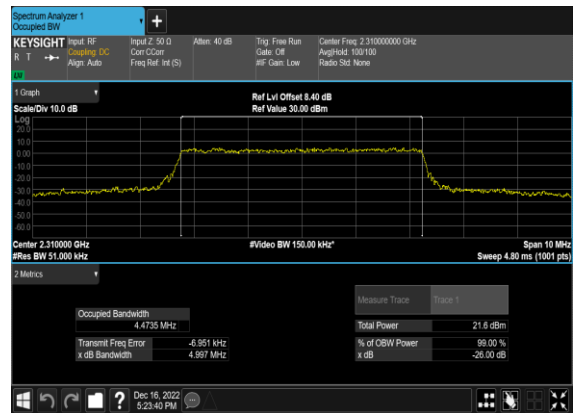 Spectrum Analyzer 1
Occupied BW
KEYSIGHT Input: RF Input Z: 50 Ω Atten: 40 dB Trig: Free Run Center Freq: 2.310000000 GHz
R T Coupling: DC Corr CCorr Gate: Off Avg|Hold: 100/100
Align: Auto Freq Ref: Int (S) #IF Gain: Low Radio Std: None
LW
1 Graph
Ref Lvl Offset 8.40 dB
Scale/Div 10.0 dB Ref Value 30.00 dBm
Log
20.0
10.0
0.00
-10.0
-20.0
-30.0
-40.0
-50.0
-60.0
Center 2.310000 GHz #Video BW 150.00 kHz* Span 10 MHz
#Res BW 51.000 kHz Sweep 4.80 ms (1001 pts)
2 Metrics
Measure Trace Trace 1
Occupied Bandwidth
4.4735 MHz Total Power 21.6 dBm
Transmit Freq Error -6.951 kHz % of OBW Power 99.00 %
x dB Bandwidth 4.997 MHz x dB -26.00 dB
Dec 16, 2022
5:23:40 PM